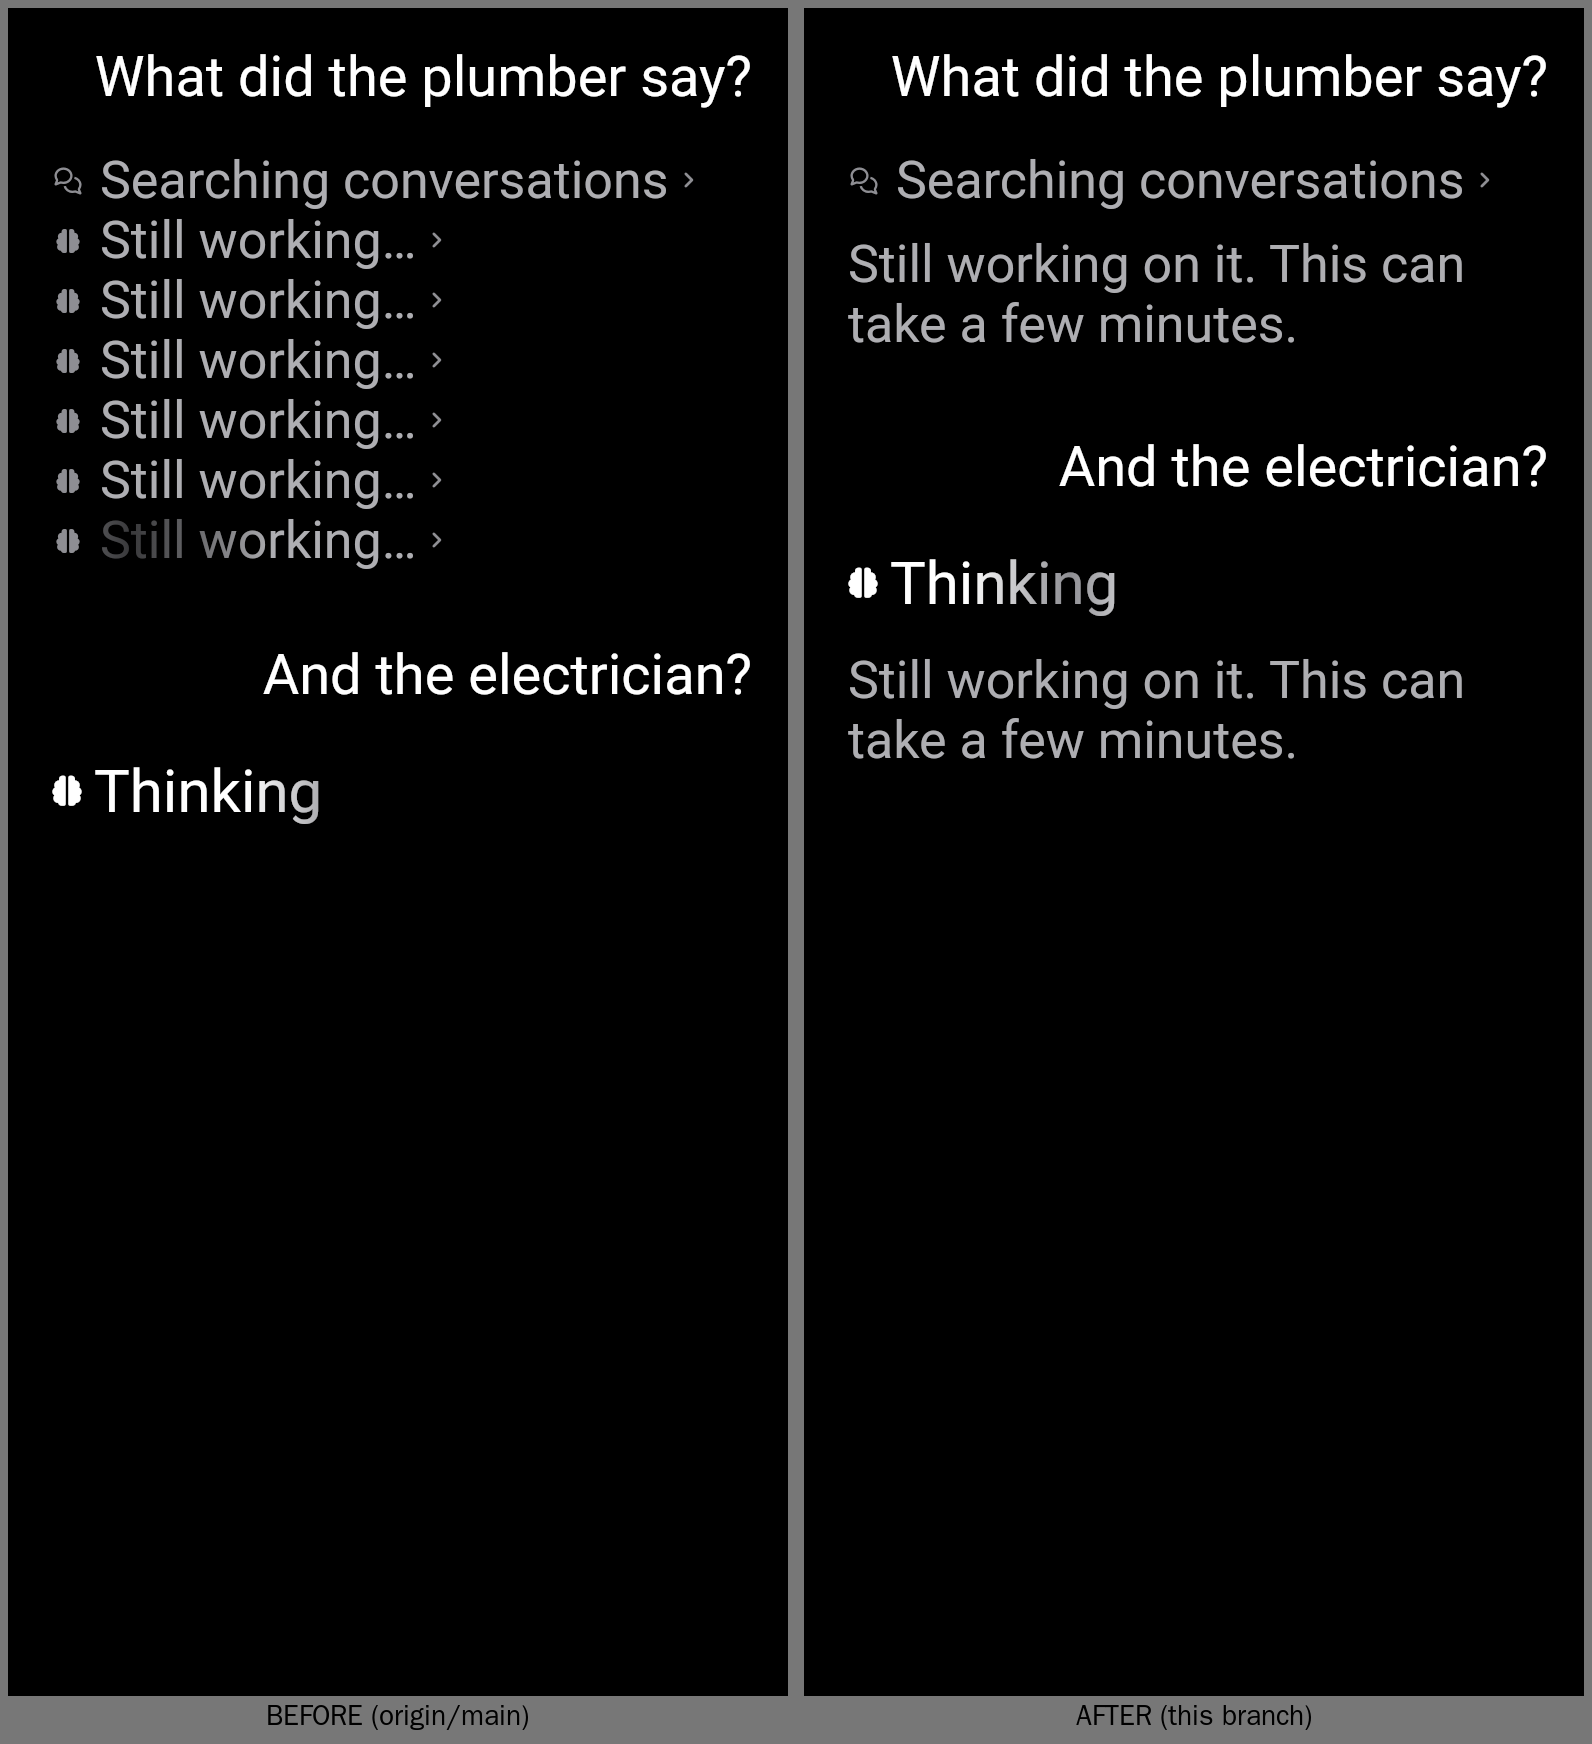 What did the plumber say?
Searching conversations
Still working...
Still working...
Still working...
Still working...
Still working...
Still working...
And the electrician?
Thinking
BEFORE (origin/main)
What did the plumber say?
Searching conversations
Still working on it. This can
take a few minutes.
And the electrician?
Thinking
Still working on it. This can
take a few minutes.
AFTER (this branch)